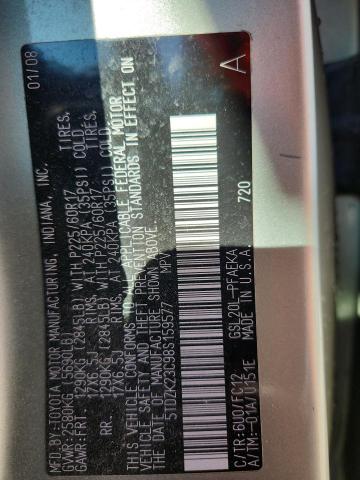 MFD.BY:TOYOTA MOTOR MANUFACTURING, INDIANA, INC. 01/08
GVWR:2580KG (5690LB)
GAWR:FRT. 1290KG (2845LB) WITH P225/60R17 TIRES,
17X6.5J RIMS, AT 240KPA(35PSI) COLD.
RR. 1290KG (2845LB) WITH P225/60R17 TIRES,
17X6.5J RIMS, AT 240KPA(35PSI) COLD.
THIS VEHICLE CONFORMS TO ALL APPLICABLE FEDERAL MOTOR
VEHICLE SAFETY AND THEFT PREVENTION STANDARDS IN EFFECT ON
THE DATE OF MANUFACTURE SHOWN ABOVE.
5TDZK23C98S159577 MPV
A
720
C/TR:6U0/FC12 GSL20L-PFAEKA
A/TM:-01A/U151E MADE IN U.S.A.